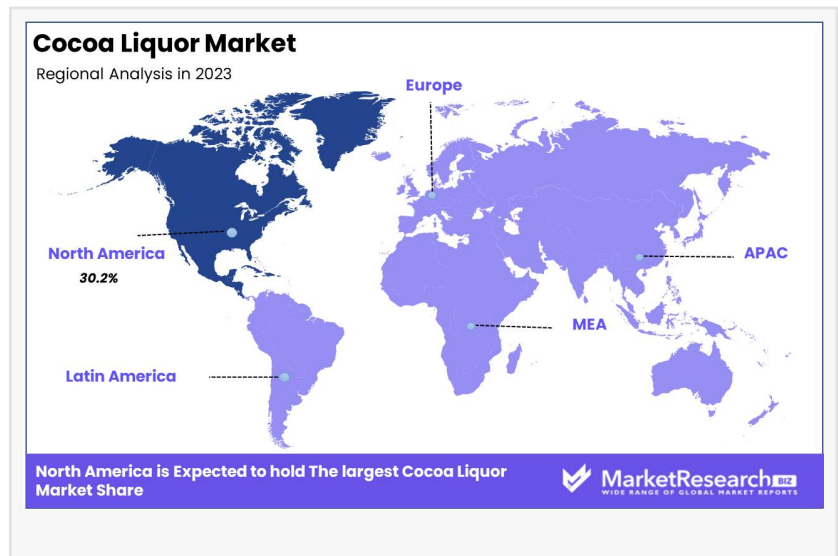 Cocoa Liquor Market
Regional Analysis in 2023
Europe
North America
30.2%
APAC
MEA
Latin America
North America is Expected to hold The largest Cocoa Liquor
Market Share
MarketResearch BIZ
WIDE RANGE OF GLOBAL MARKET REPORTS